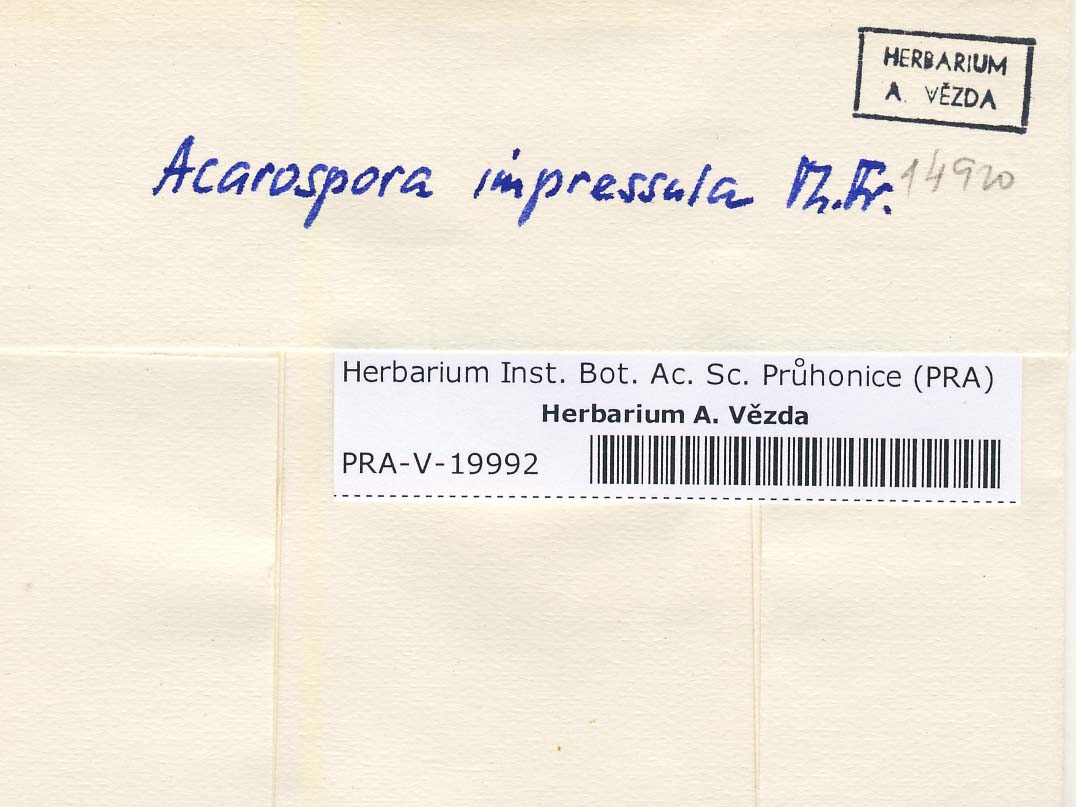 HERBARIUM
A. VĚZDA
Acarospora impressula Th.Fr. 14920
Herbarium Inst. Bot. Ac. Sc. Průhonice (PRA)
Herbarium A. Vězda
PRA-V-19992